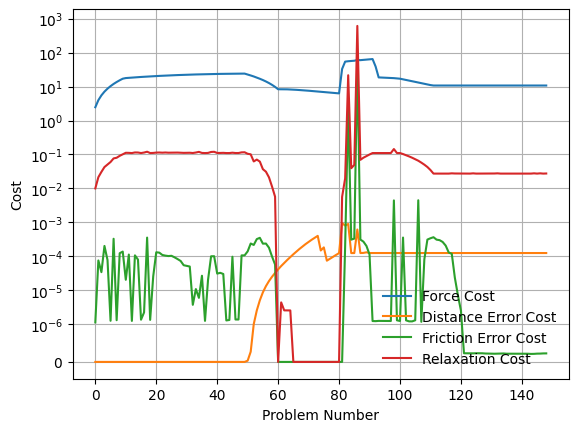 10³
10²
10¹
10⁰
10⁻¹
10⁻²
10⁻³
10⁻⁴
10⁻⁵
10⁻⁶
0
Cost
Force Cost
Distance Error Cost
Friction Error Cost
Relaxation Cost
0 20 40 60 80 100 120 140
Problem Number